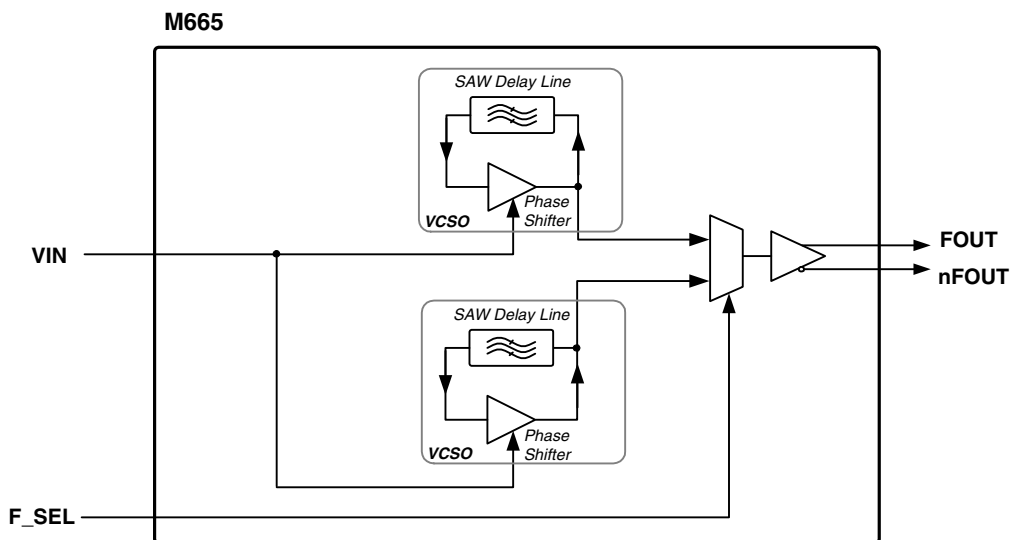 M665
SAW Delay Line
Phase
Shifter
VCSO
VIN
FOUT
nFOUT
SAW Delay Line
Phase
Shifter
VCSO
F_SEL